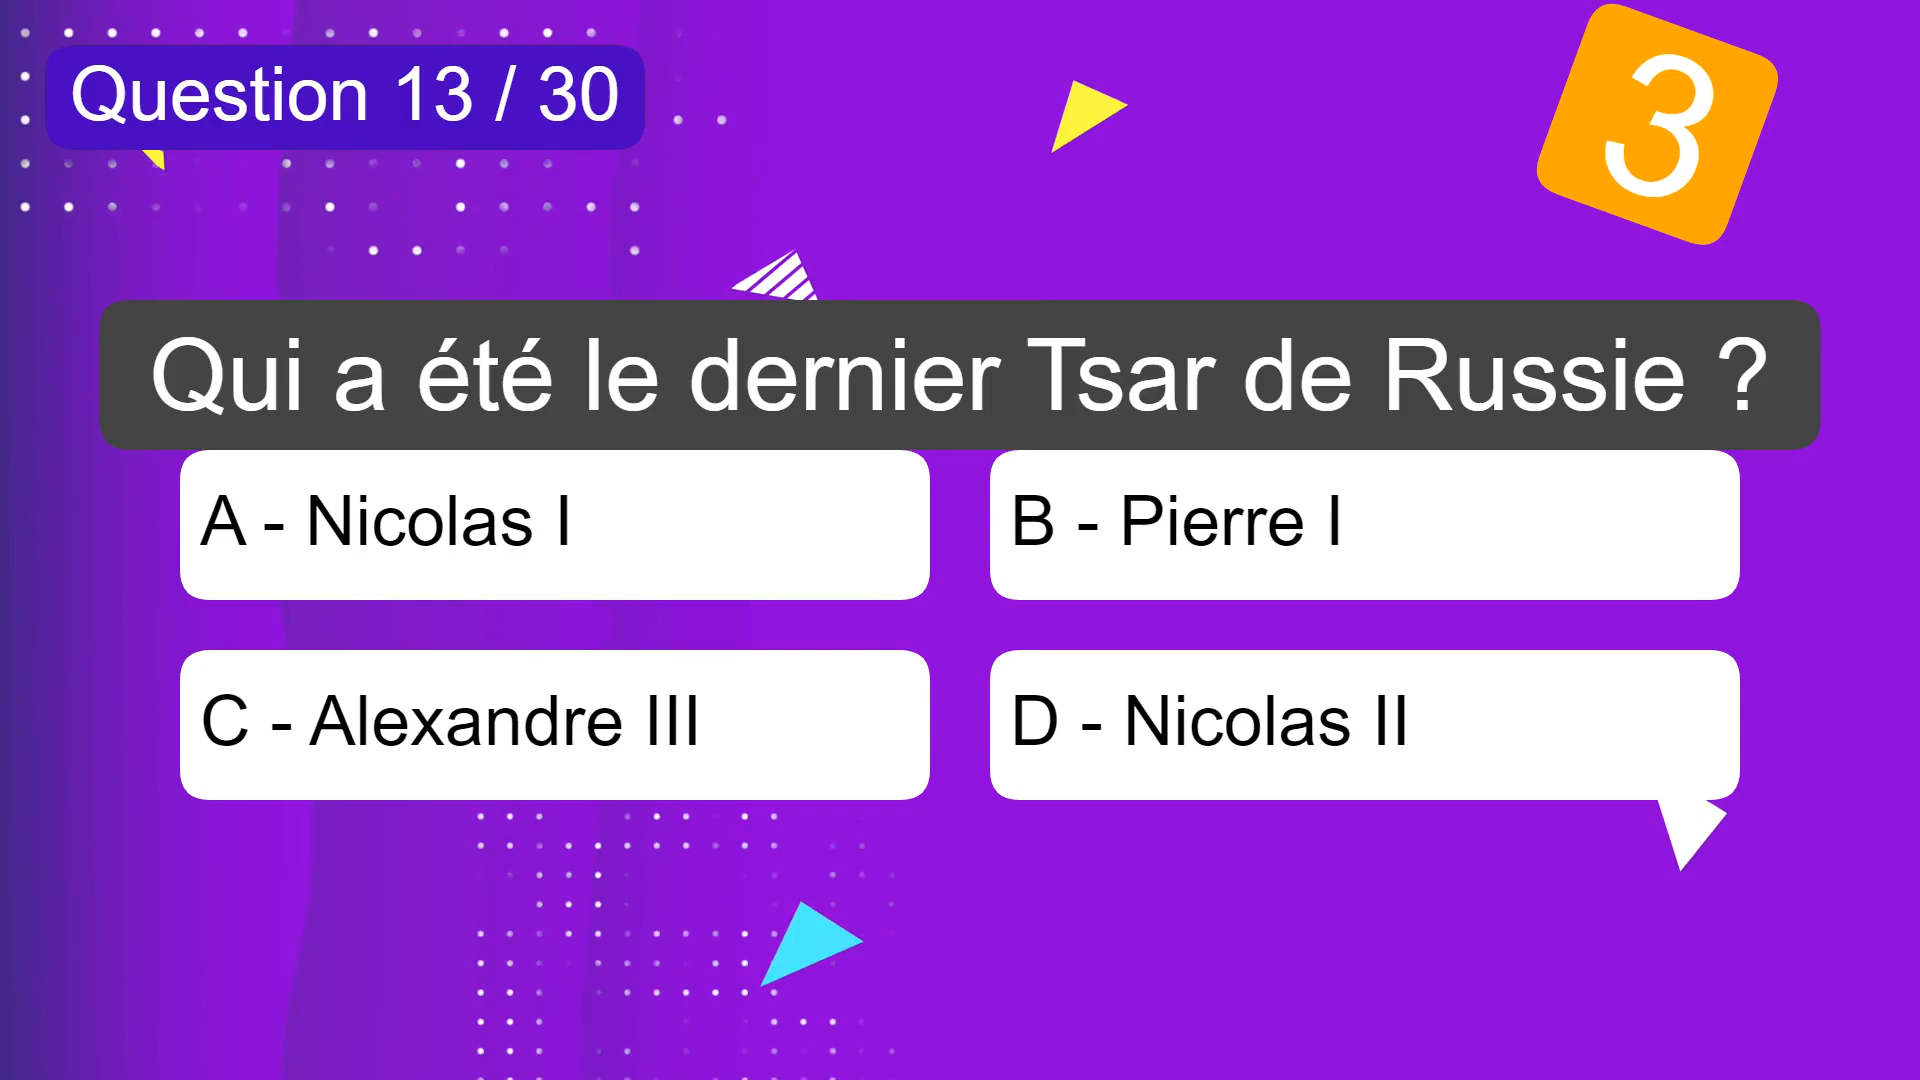 Question 13 / 30
3
Qui a été le dernier Tsar de Russie ?
A - Nicolas I
B - Pierre I
C - Alexandre III
D - Nicolas II